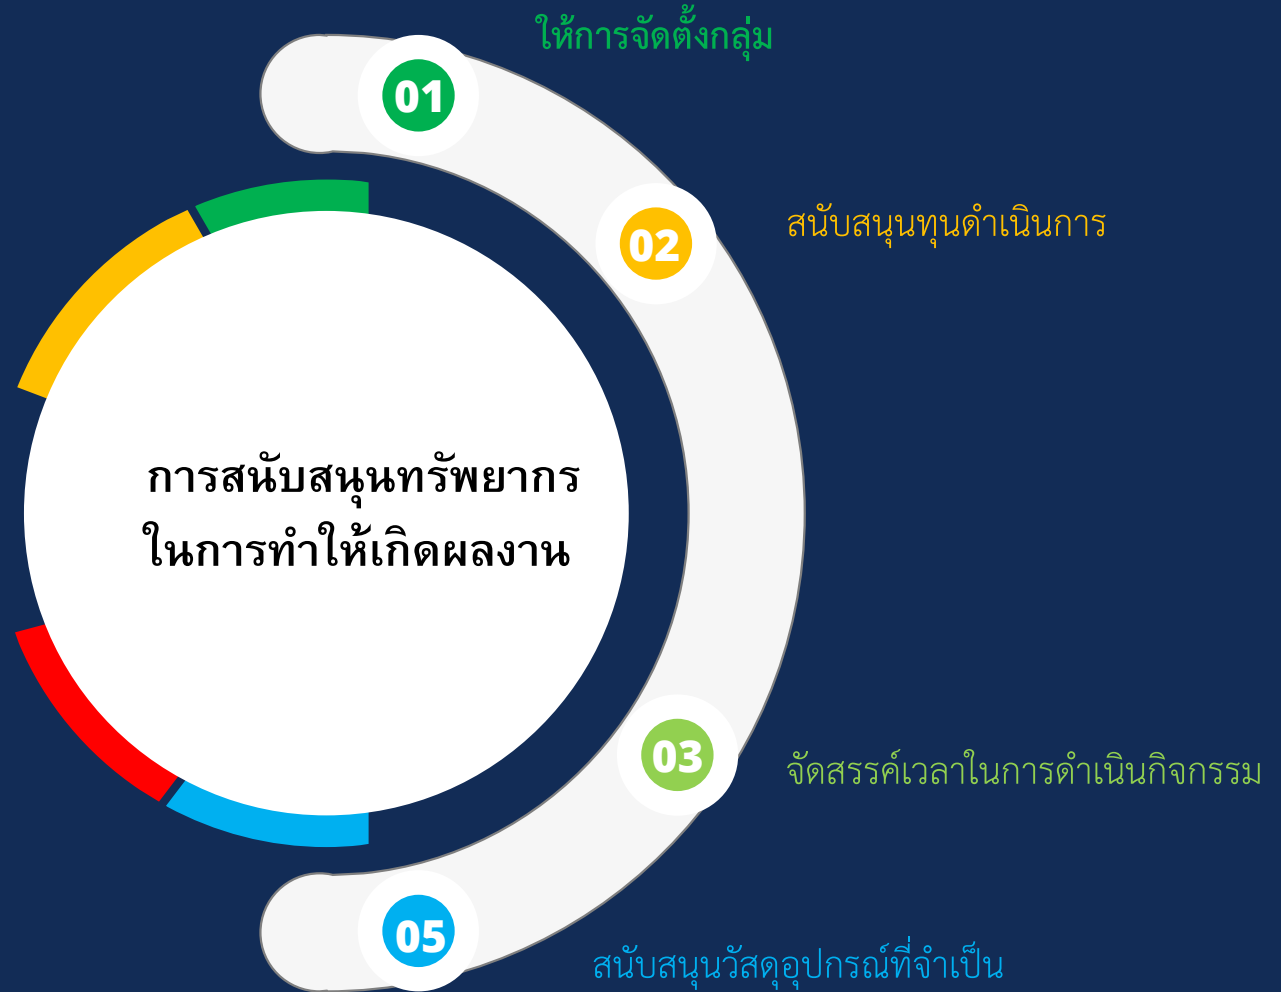 ให้การจัดตั้งกลุ่ม
01
02
สนับสนุนทุนดำเนินการ
การสนับสนุนทรัพยากร
ในการทำให้เกิดผลงาน
03
จัดสรรค์เวลาในการดำเนินกิจกรรม
05
สนับสนุนวัสดุอุปกรณ์ที่จำเป็น